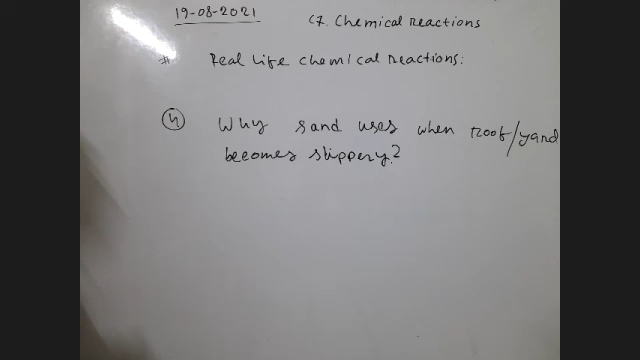 19-08-2021 C7. Chemical reactions
# Real Life chemical reactions:
4 Why sand uses when roof/yard
becomes slippery?